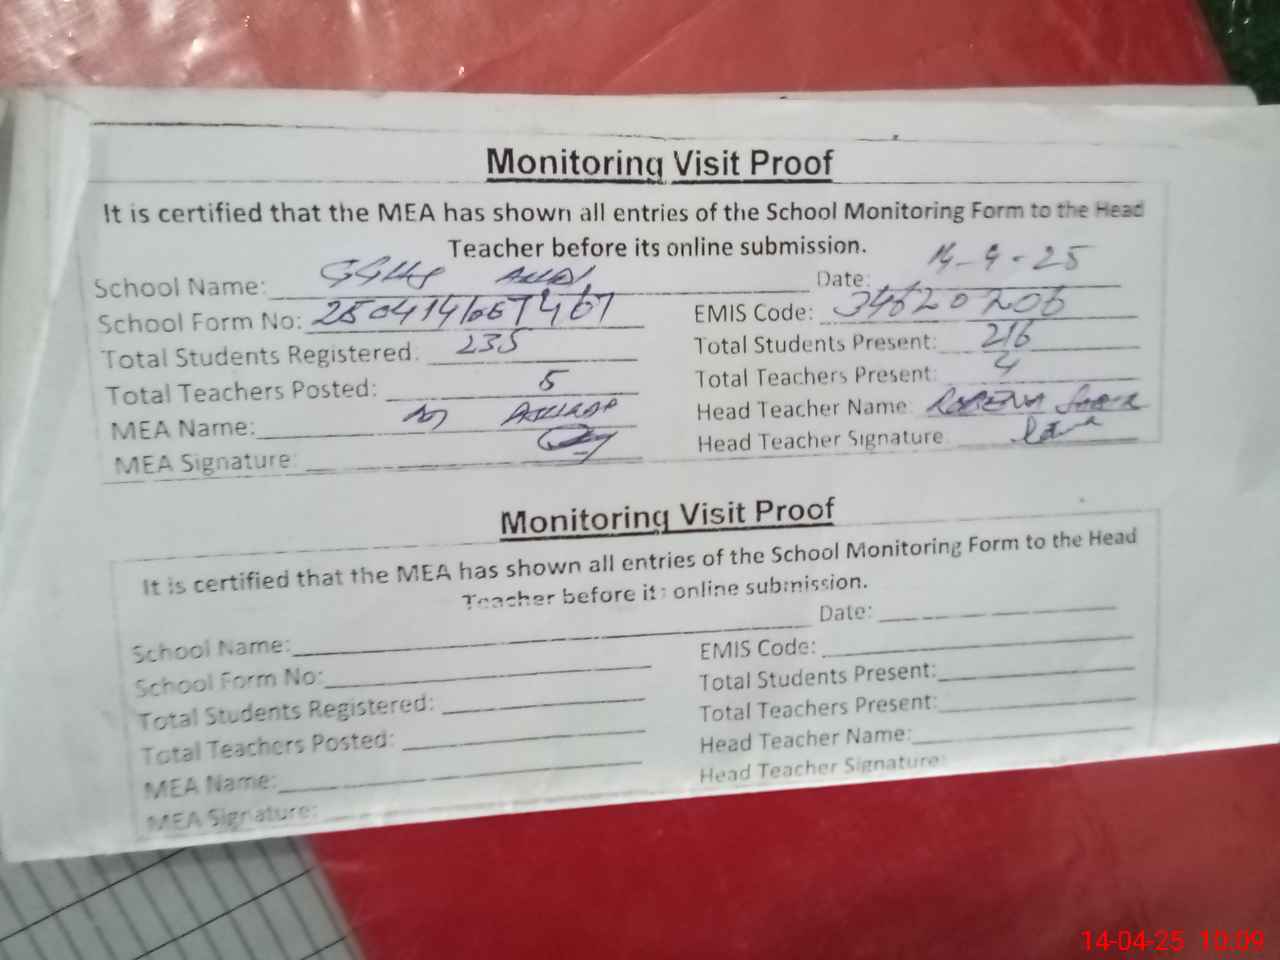 Monitoring Visit Proof
It is certified that the MEA has shown all entries of the School Monitoring Form to the Head
Teacher before its online submission.
School Name: Date: 14-4-25
School Form No: EMIS Code: 34620206
Total Students Registered: 235 Total Students Present: 216
Total Teachers Posted: 5 Total Teachers Present: 4
MEA Name: Head Teacher Name:
MEA Signature: Head Teacher Signature
Monitoring Visit Proof
It is certified that the MEA has shown all entries of the School Monitoring Form to the Head
Teacher before its online submission.
School Name: Date:
School Form No: EMIS Code:
Total Students Registered: Total Students Present:
Total Teachers Posted: Total Teachers Present:
MEA Name: Head Teacher Name:
MEA Signature: Head Teacher Signature:
14-04-25 10:09